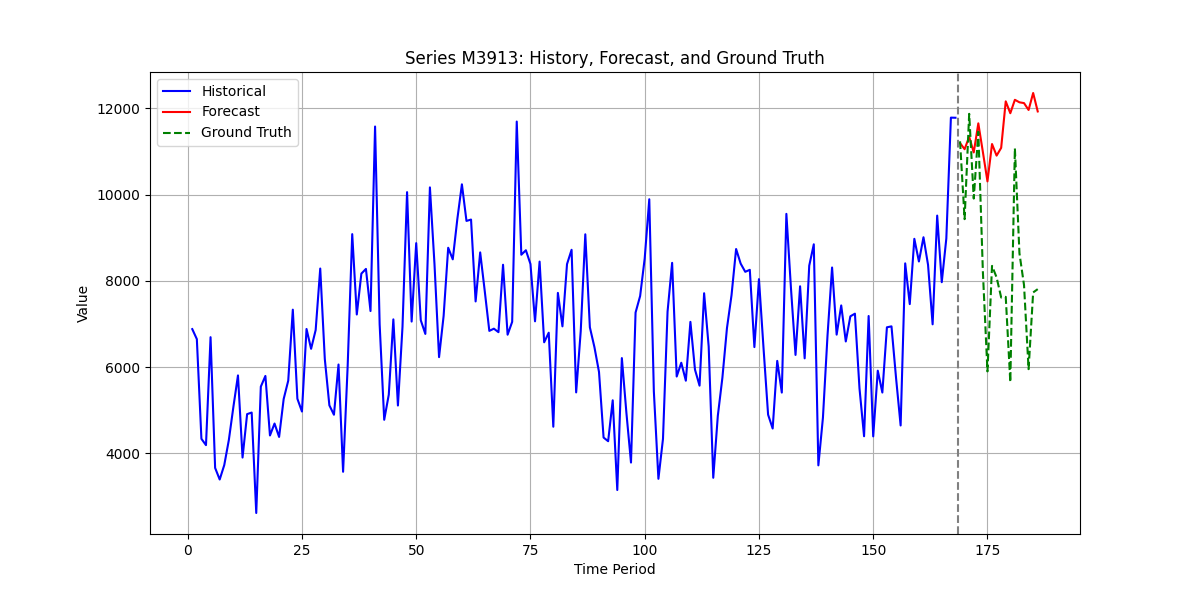 Series M3913: History, Forecast, and Ground Truth
Historical
Forecast
Ground Truth
12000
10000
8000
6000
4000
Value
0 25 50 75 100 125 150 175
Time Period